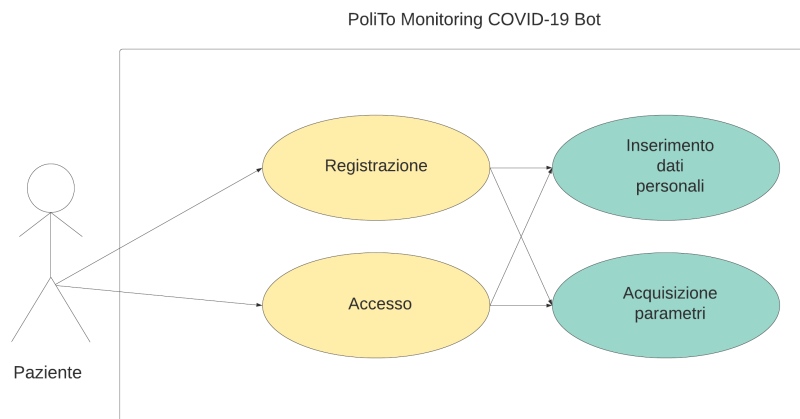 PoliTo Monitoring COVID-19 Bot
Registrazione
Inserimento
dati
personali
Accesso
Acquisizione
parametri
Paziente